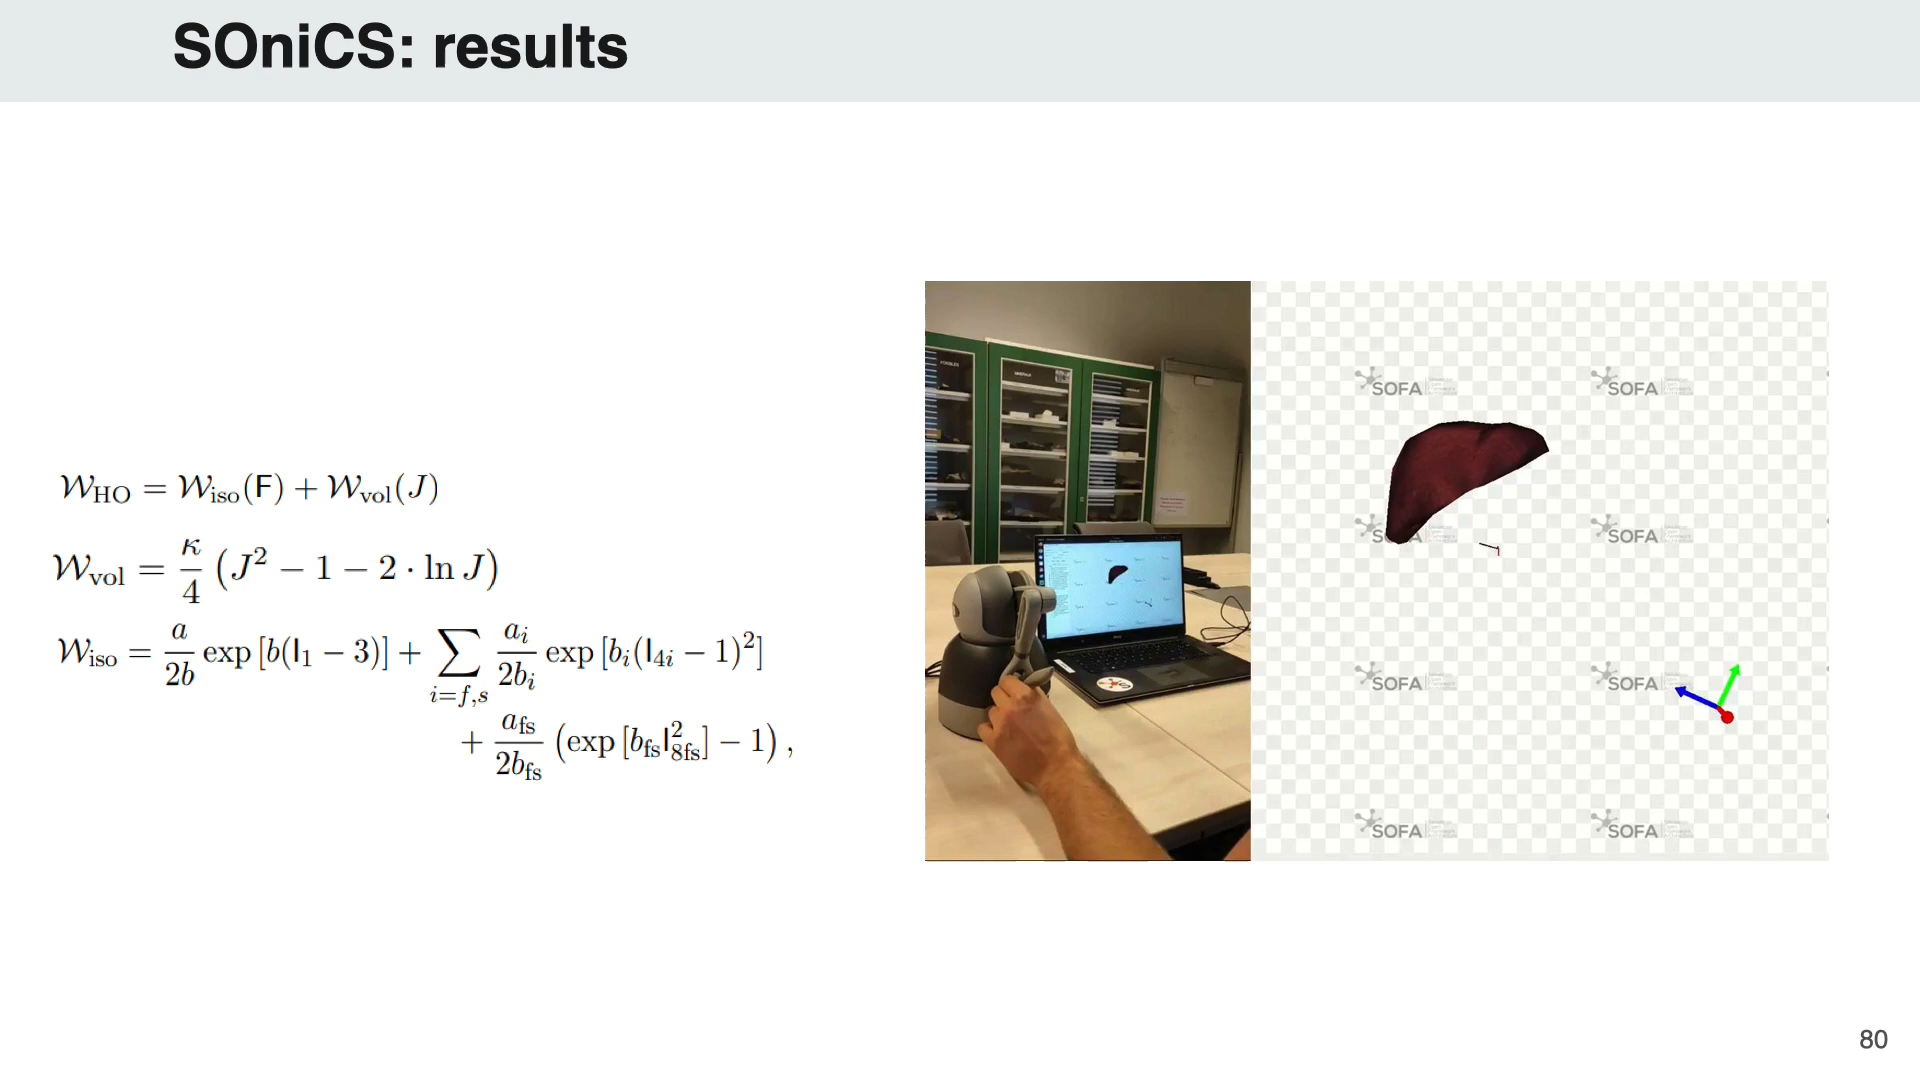 SOniCS: results
𝒲_HO = 𝒲_iso(F) + 𝒲_vol(J)
𝒲_vol = κ/4 (J² − 1 − 2 · ln J)
𝒲_iso = a/2b exp [b(I₁ − 3)] + ∑_{i=f,s} a_i/2b_i exp [b_i(I_{4i} − 1)²]
+ a_fs/2b_fs (exp [b_fs I²_{8fs}] − 1) ,
SOFA
SOFA
SOFA
SOFA
SOFA
SOFA
SOFA
80